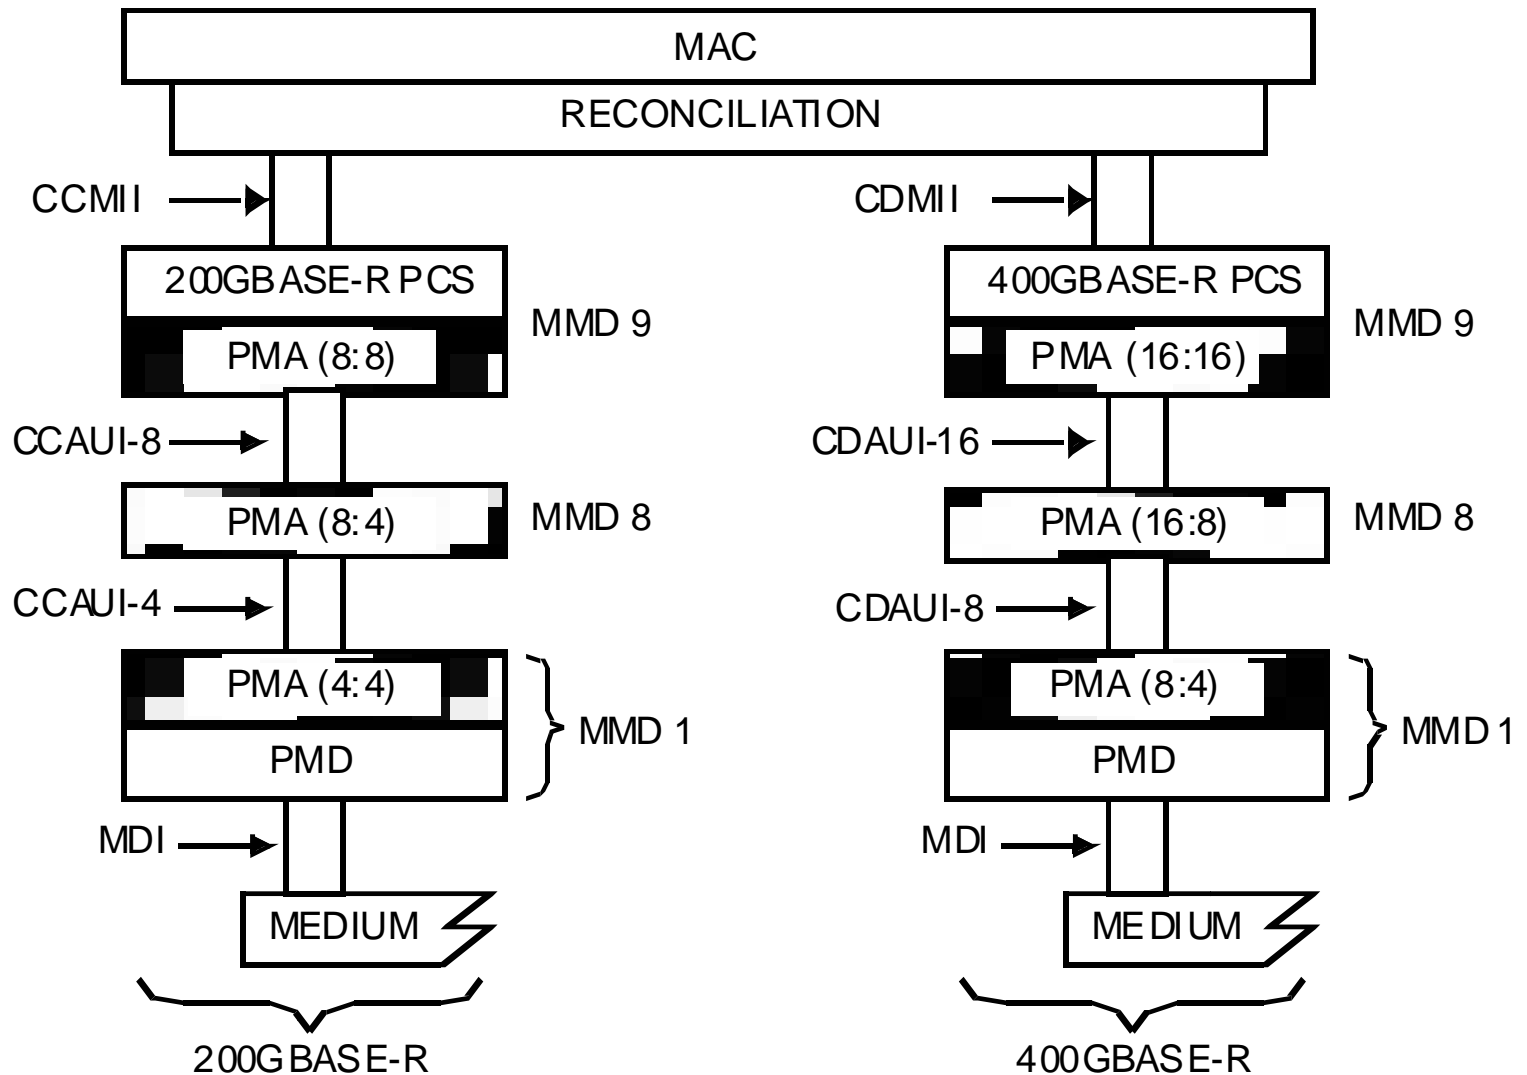 MAC
RECONCILIATION
CCMII
CDMII
200GBASE-R PCS
400GBASE-R PCS
MMD 9
MMD 9
PMA (8:8)
PMA (16:16)
CCAUI-8
CDAUI-16
PMA (8:4)
MMD 8
PMA (16:8)
MMD 8
CCAUI-4
CDAUI-8
PMA (4:4)
PMA (8:4)
MMD 1
MMD 1
PMD
PMD
MDI
MDI
MEDIUM
MEDIUM
200GBASE-R
400GBASE-R